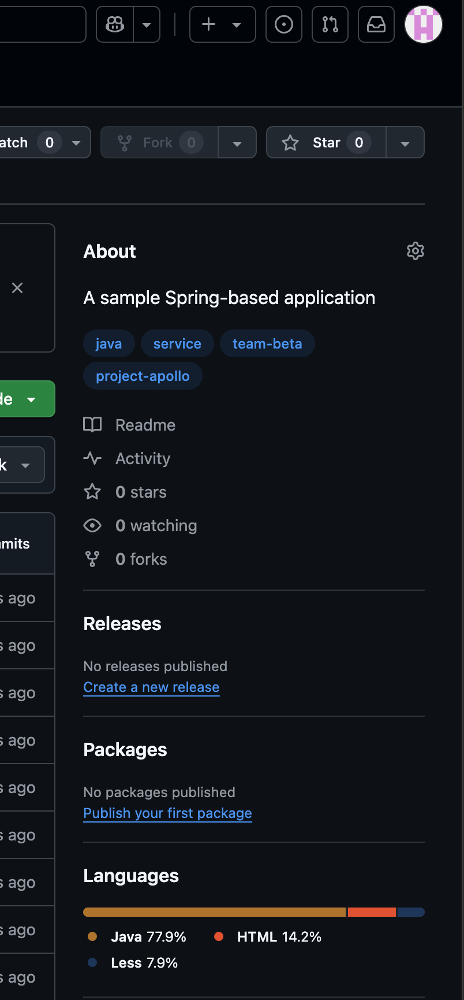 atch 0
Fork 0
Star 0
About
A sample Spring-based application
java service team-beta
project-apollo
Readme
Activity
0 stars
0 watching
0 forks
de
k
mits
s ago
s ago
s ago
s ago
s ago
s ago
s ago
s ago
s ago
Releases
No releases published
Create a new release
Packages
No packages published
Publish your first package
Languages
Java 77.9% HTML 14.2%
Less 7.9%